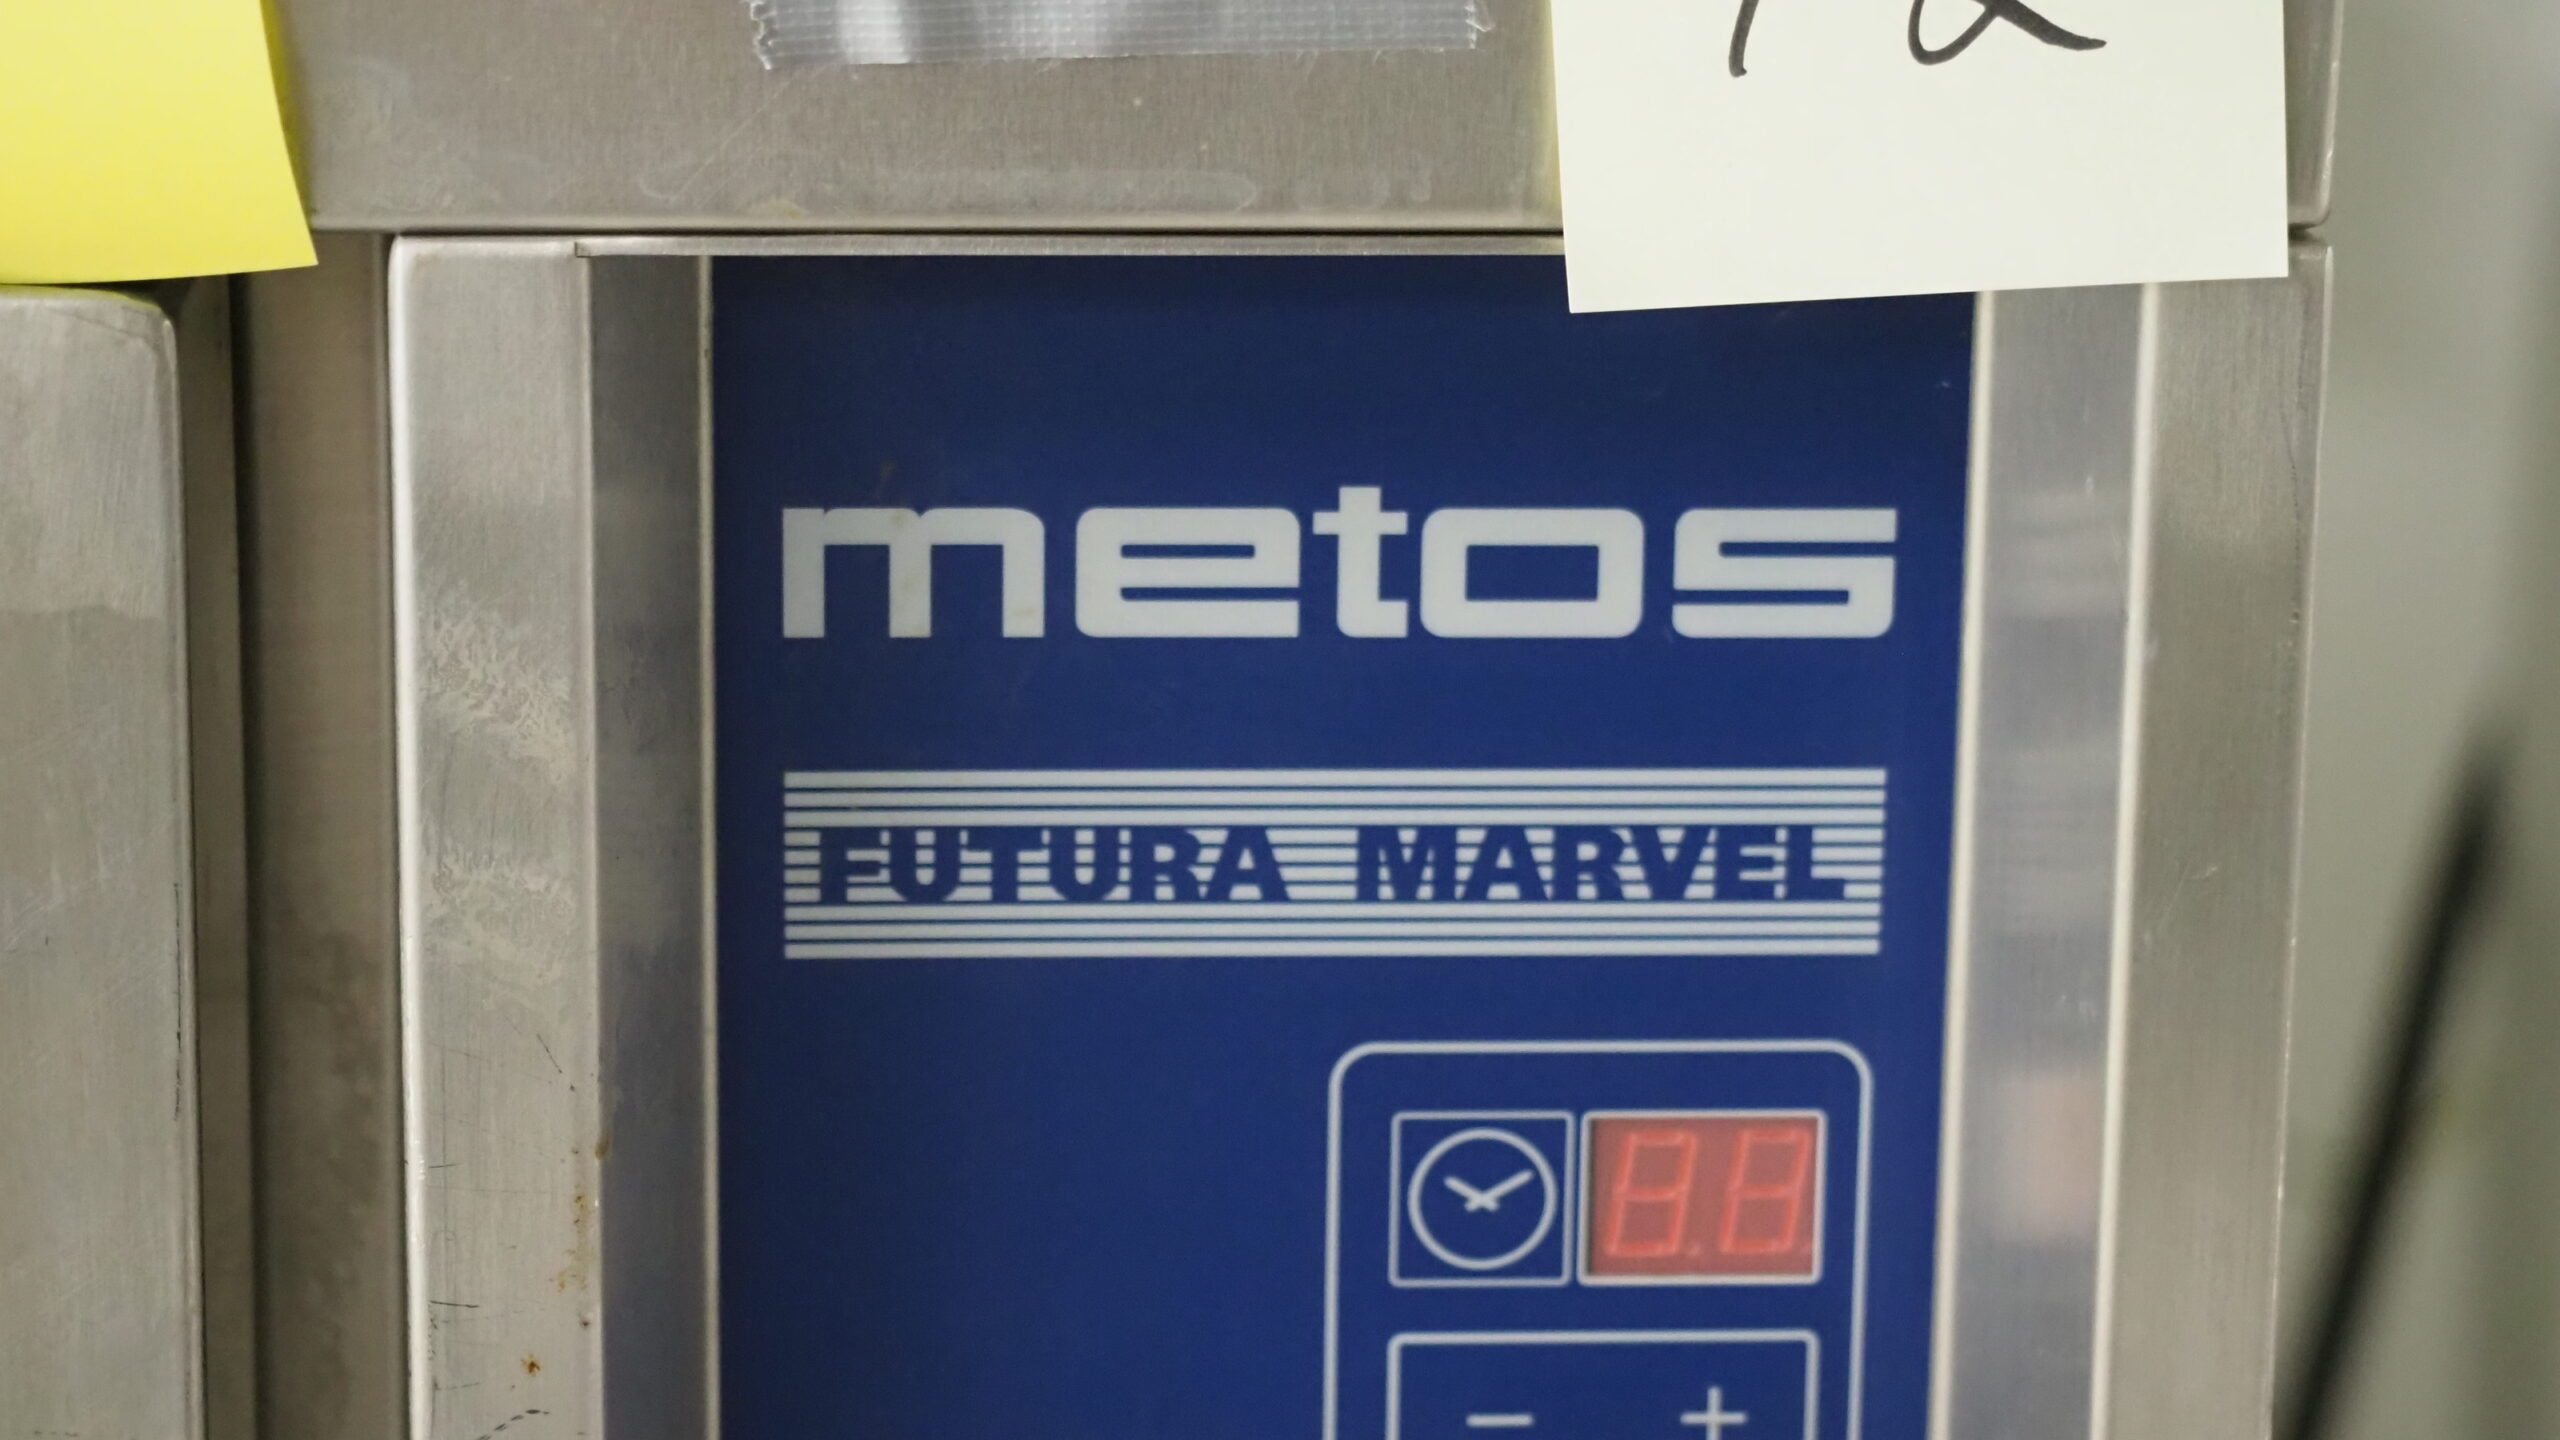 metos
FUTURA MARVEL
- +